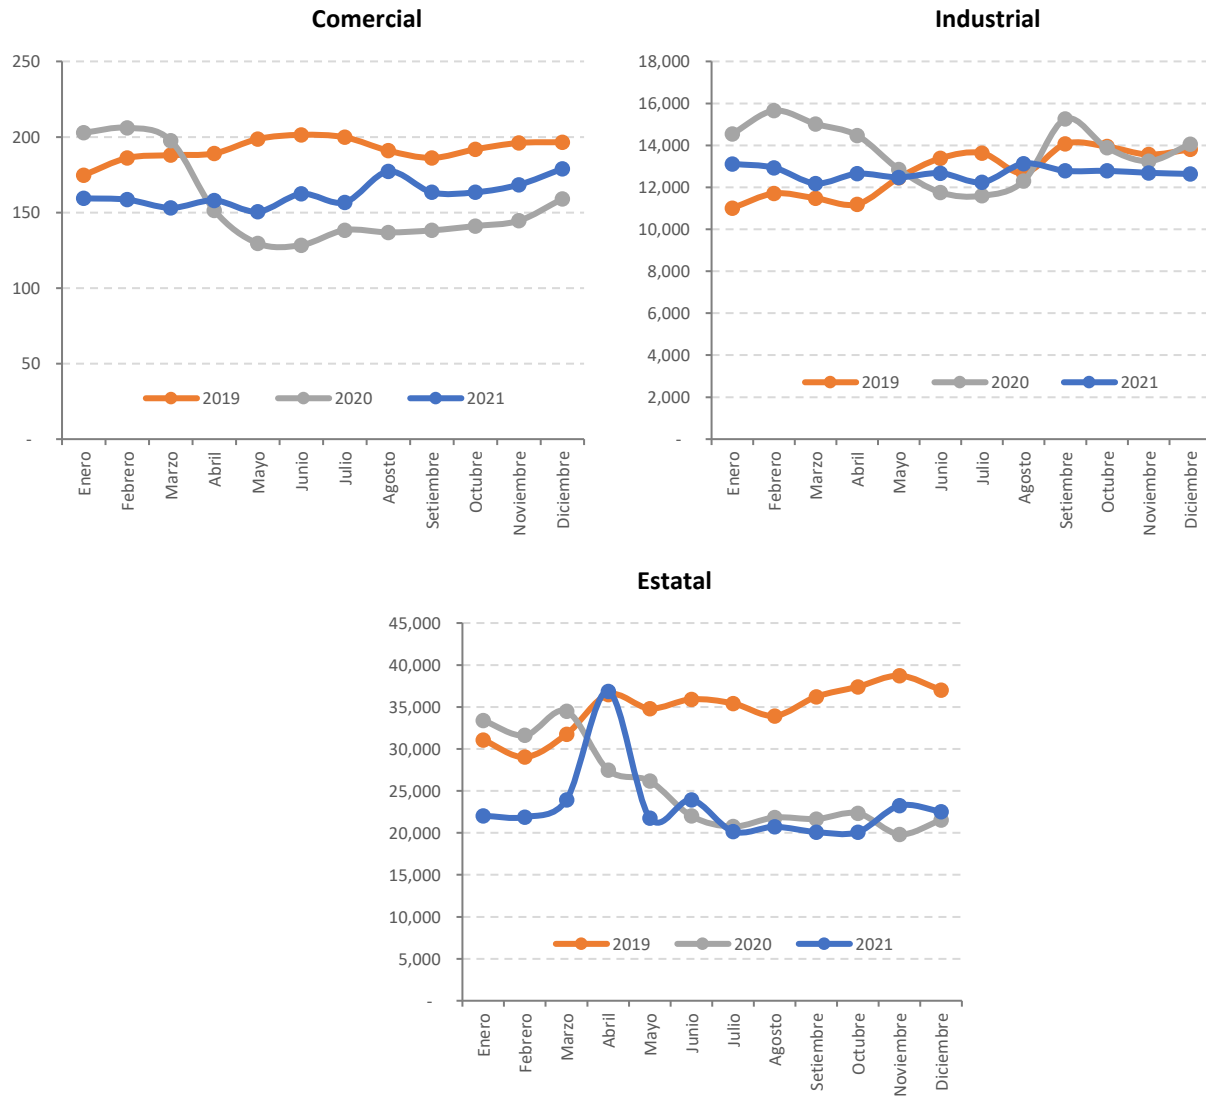 Comercial
250
200
150
100
50
-
2019 2020 2021
Enero
Febrero
Marzo
Abril
Mayo
Junio
Julio
Agosto
Setiembre
Octubre
Noviembre
Diciembre
Industrial
18,000
16,000
14,000
12,000
10,000
8,000
6,000
4,000
2,000
-
2019 2020 2021
Enero
Febrero
Marzo
Abril
Mayo
Junio
Julio
Agosto
Setiembre
Octubre
Noviembre
Diciembre
Estatal
45,000
40,000
35,000
30,000
25,000
20,000
15,000
10,000
5,000
-
2019 2020 2021
Enero
Febrero
Marzo
Abril
Mayo
Junio
Julio
Agosto
Setiembre
Octubre
Noviembre
Diciembre